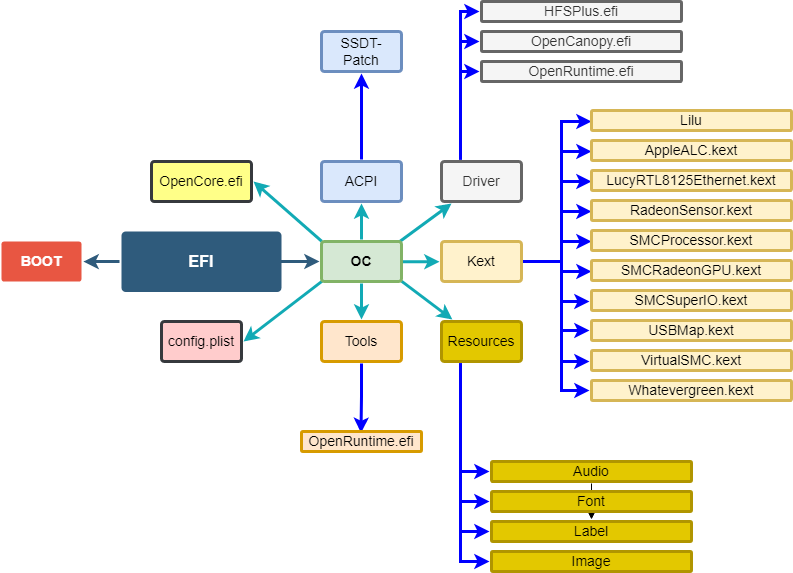 HFSPlus.efi
OpenCanopy.efi
OpenRuntime.efi
SSDT-
Patch
Lilu
AppleALC.kext
LucyRTL8125Ethernet.kext
RadeonSensor.kext
SMCProcessor.kext
SMCRadeonGPU.kext
SMCSuperIO.kext
USBMap.kext
VirtualSMC.kext
Whatevergreen.kext
OpenCore.efi
ACPI
Driver
BOOT
EFI
OC
Kext
config.plist
Tools
Resources
OpenRuntime.efi
Audio
Font
Label
Image